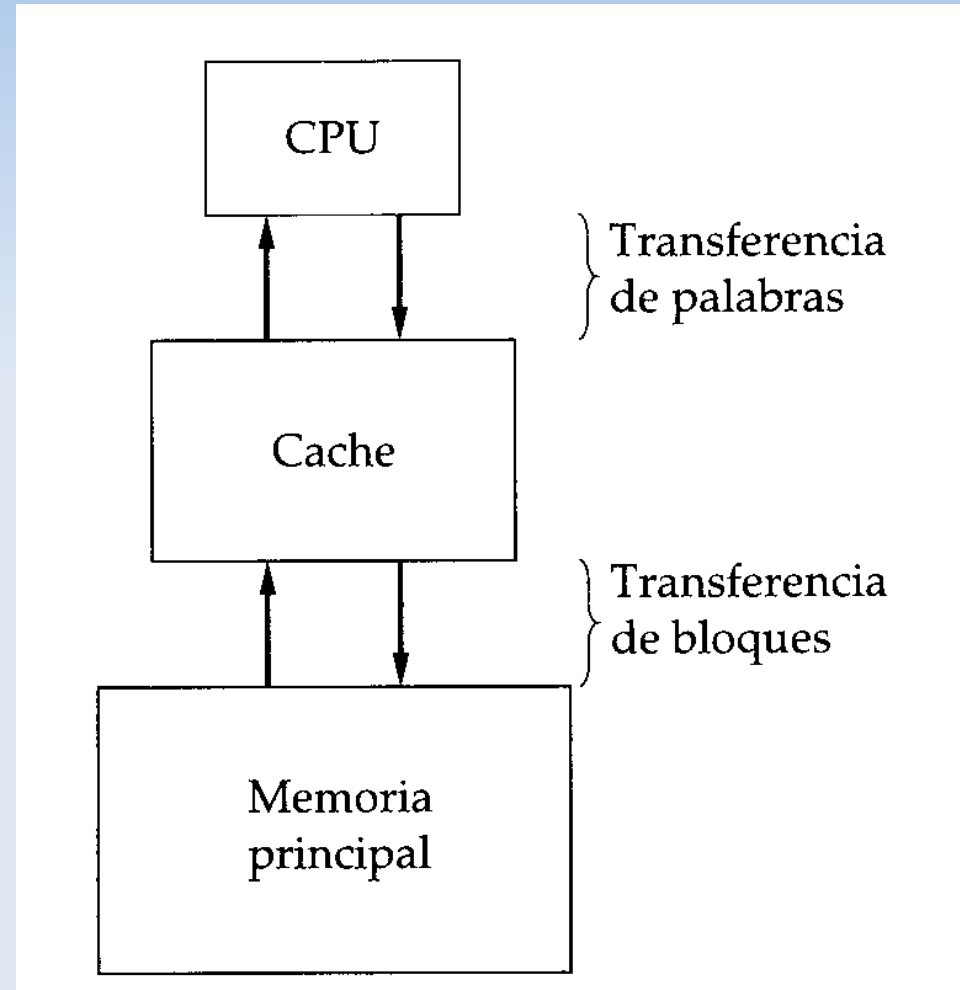 CPU
Transferencia
de palabras
Cache
Transferencia
de bloques
Memoria
principal